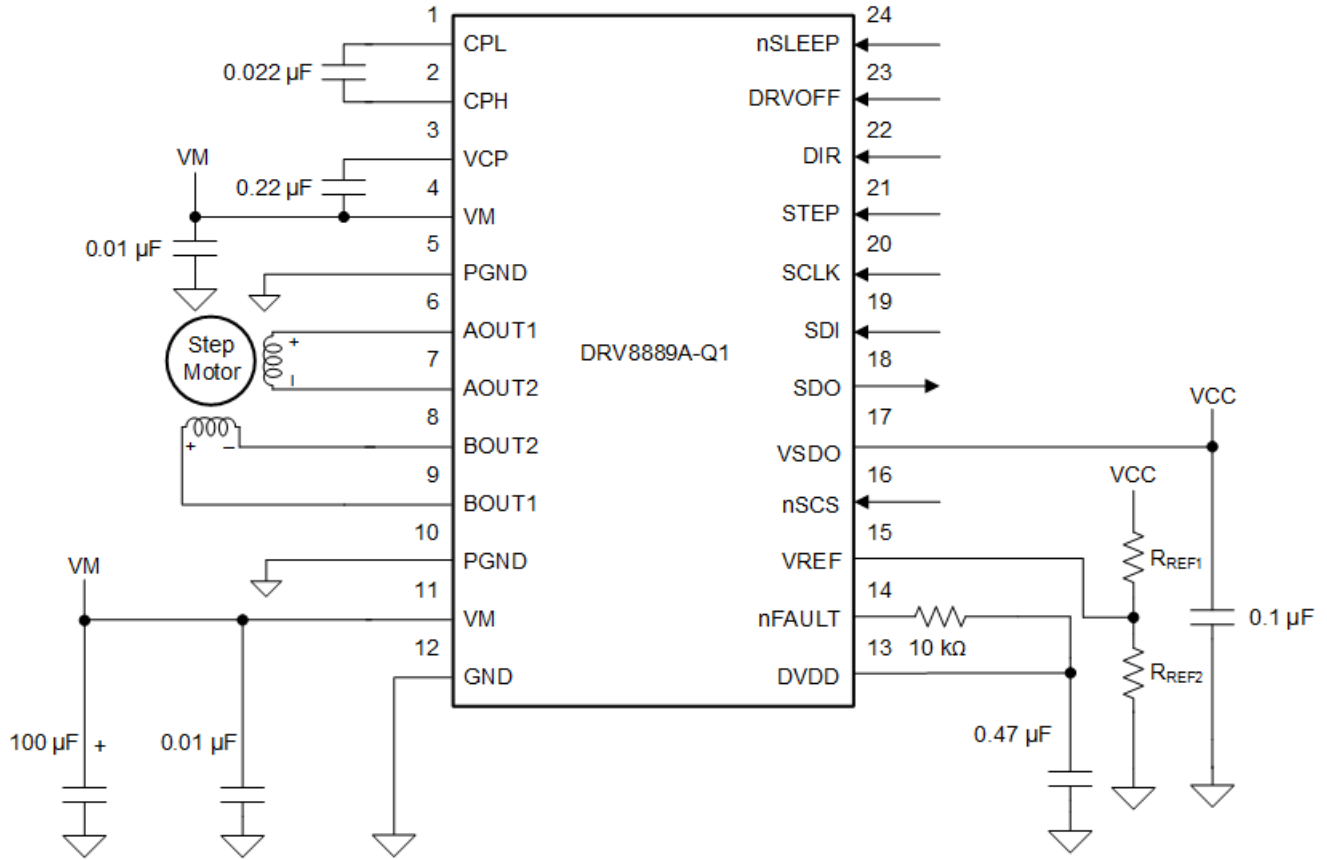 1
CPL
0.022 µF
2
CPH
3
VCP
VM
0.22 µF
4
VM
0.01 µF
5
PGND
6
AOUT1
+
Step
Motor
7
–
AOUT2
8
+
–
BOUT2
9
BOUT1
10
PGND
VM
11
VM
12
GND
100 µF
+
0.01 µF
DRV8889A-Q1
24
nSLEEP
23
DRVOFF
22
DIR
21
STEP
20
SCLK
19
SDI
18
SDO
VCC
17
VSDO
VCC
16
nSCS
15
VREF
RREF1
14
nFAULT
10 kΩ
0.1 µF
13
DVDD
RREF2
0.47 µF